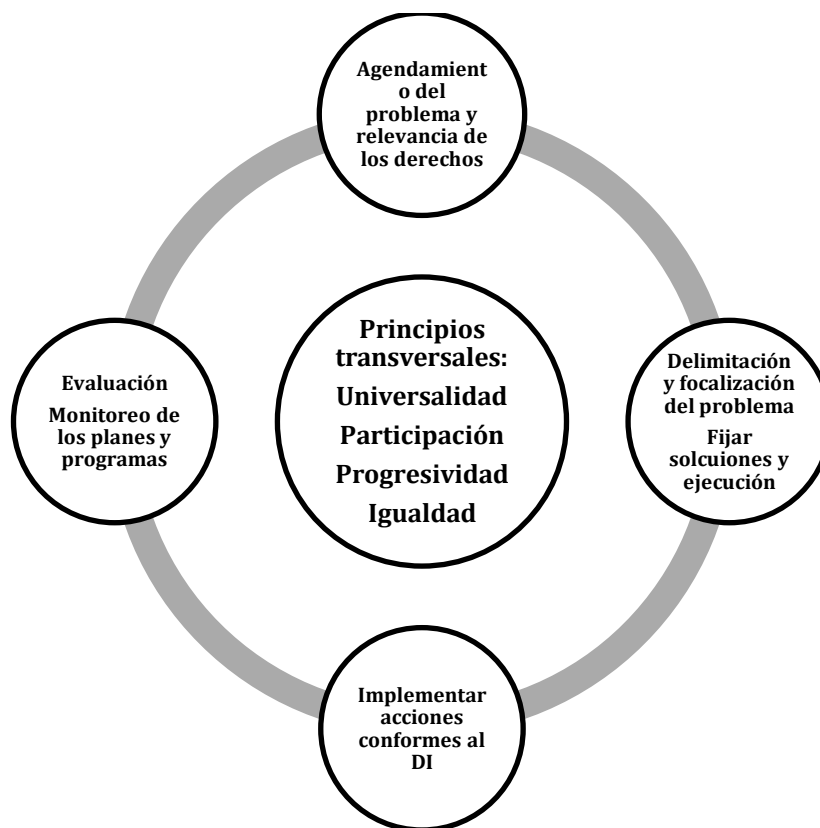 Agendamient
o del
problema y
relevancia de
los derechos
Principios
transversales:
Universalidad
Participación
Progresividad
Igualdad
Delimitación
y focalización
del problema
Fijar
solcuiones y
ejecución
Evaluación
Monitoreo de
los planes y
programas
Implementar
acciones
conformes al
DI